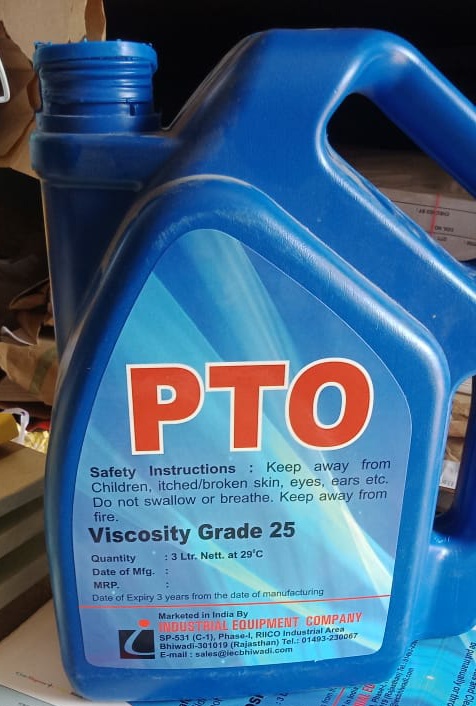 PTO
Safety Instructions : Keep away from
Children, itched/broken skin, eyes, ears etc.
Do not swallow or breathe. Keep away from
fire.
Viscosity Grade 25
Quantity : 3 Ltr. Nett. at 29°C
Date of Mfg. :
MRP. :
Date of Expiry 3 years from the date of manufacturing
Marketed in India By
INDUSTRIAL EQUIPMENT COMPANY
SP-531 (C-1), Phase-I, RIICO Industrial Area
Bhiwadi-301019 (Rajasthan) Tel.: 01493-230067
E-mail : sales@iecbhiwadi.com